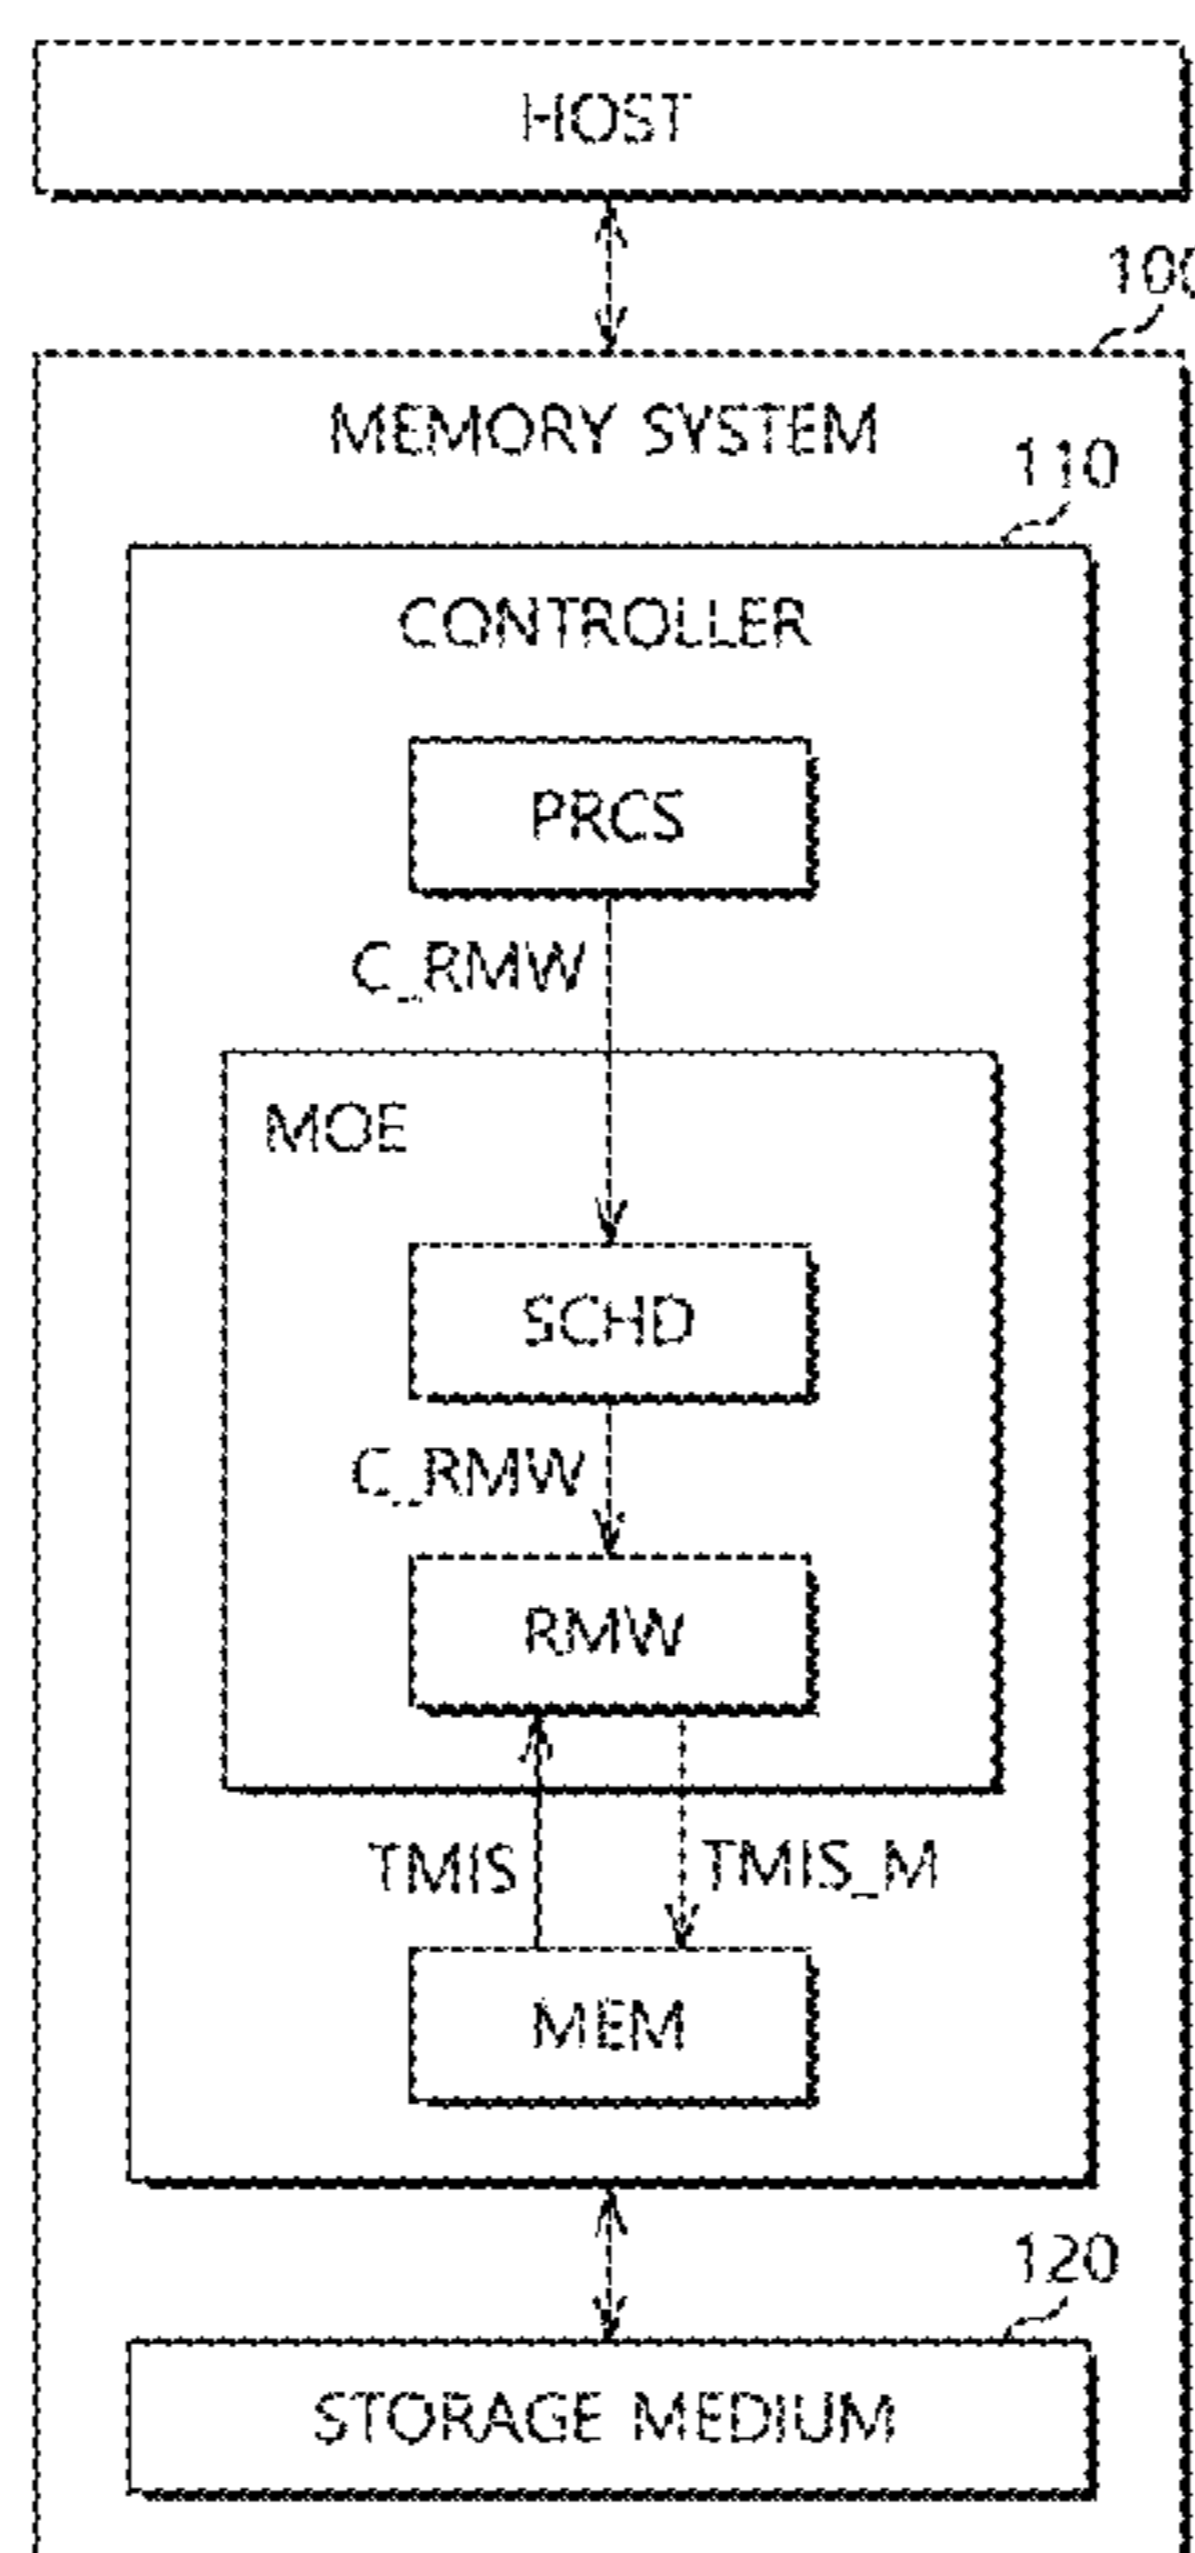 HOST
100
MEMORY SYSTEM
110
CONTROLLER
PRCS
C_RMW
MOE
SCHD
C_RMW
RMW
TMIS TMIS_M
MEM
120
STORAGE MEDIUM